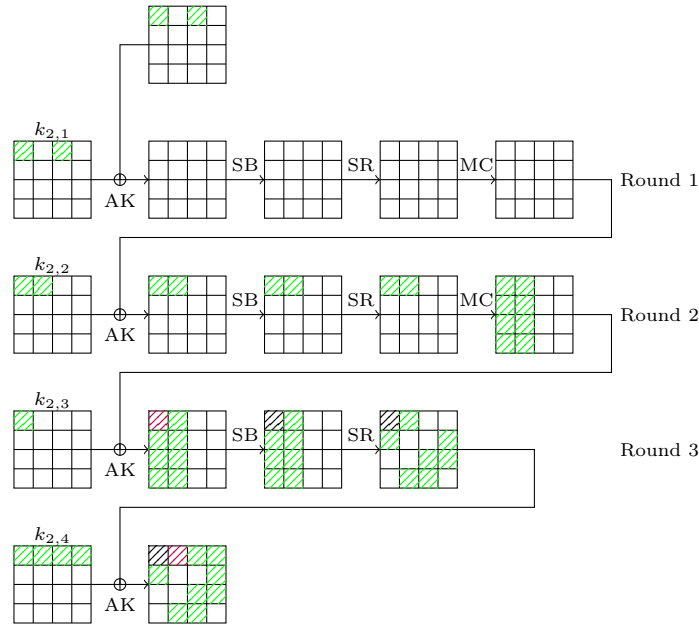 k2,1
SB SR MC Round 1
AK
k2,2
SB SR MC Round 2
AK
k2,3
SB SR Round 3
AK
k2,4
AK